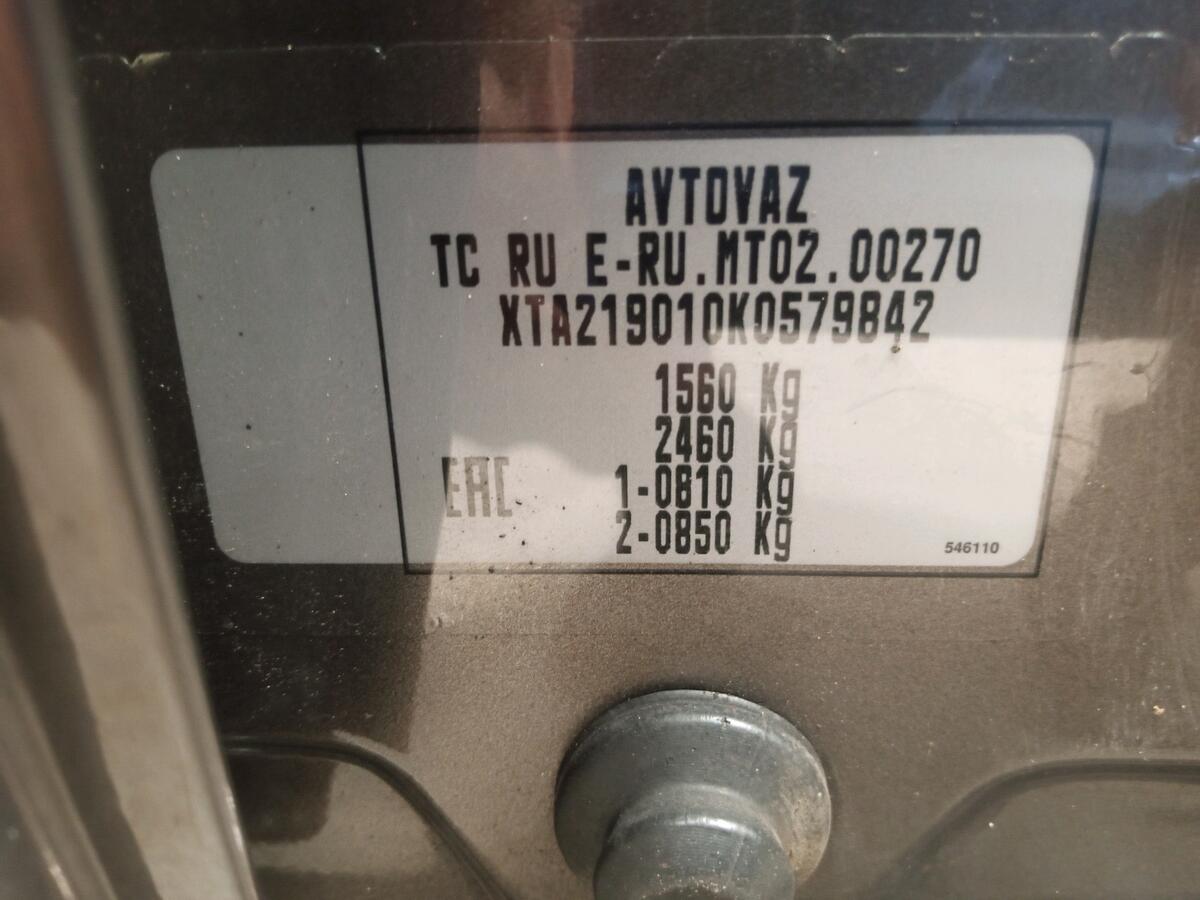 AVTOVAZ
TC RU E-RU.MT02.00270
XTA219010K0579842
1560 Kg
2460 Kg
1-0810 Kg
EAC
2-0850 Kg
546110